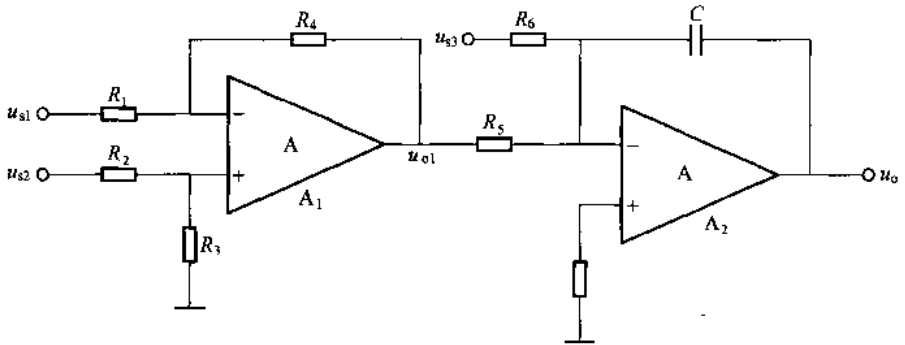 R4
us3
R6
C
us1
R1
−
A
uo1
R5
us2
R2
+
A1
R3
−
A
uo
+
A2